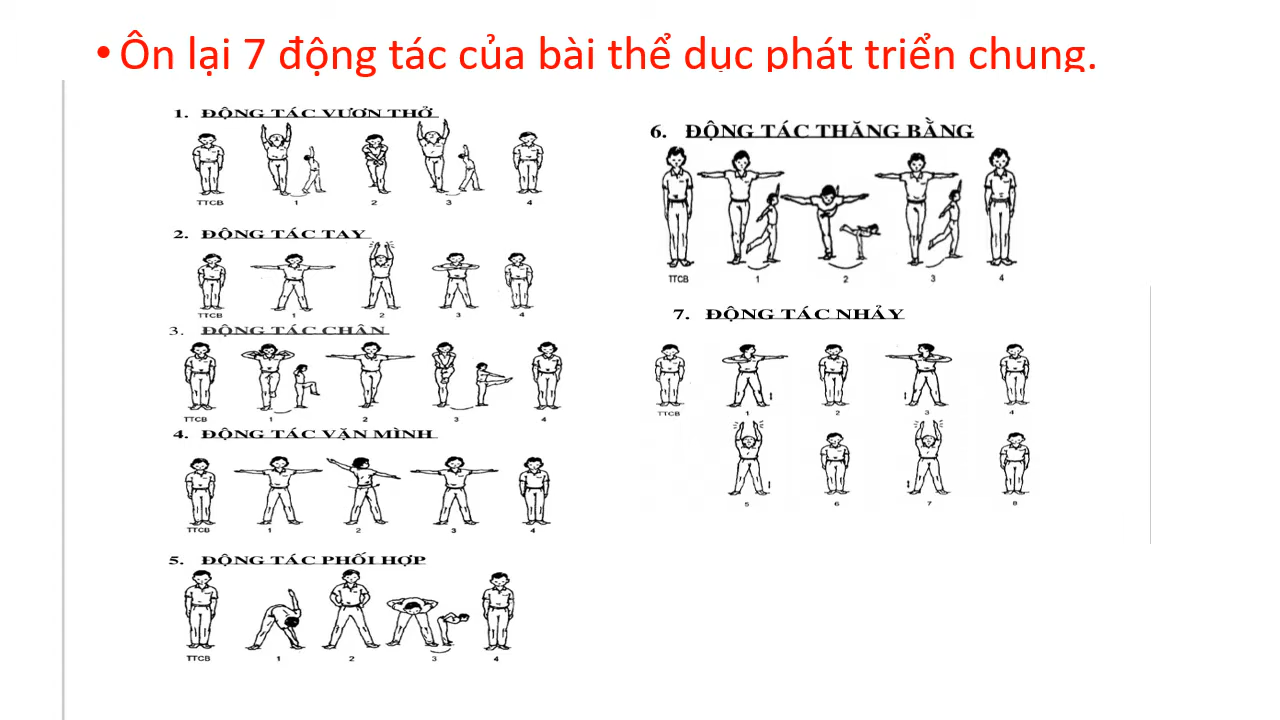 • Ôn lại 7 động tác của bài thể dục phát triển chung.
1. ĐỘNG TÁC VƯƠN THỞ
TTCB 1 2 3 4
2. ĐỘNG TÁC TAY
TTCB 1 2 3 4
3. ĐỘNG TÁC CHÂN
TTCB 1 2 3 4
4. ĐỘNG TÁC VẶN MÌNH
TTCB 1 2 3 4
5. ĐỘNG TÁC PHỐI HỢP
TTCB 1 2 3 4
6. ĐỘNG TÁC THĂNG BẰNG
TTCB 1 2 3 4
7. ĐỘNG TÁC NHẢY
TTCB 1 2 3 4
5 6 7 8